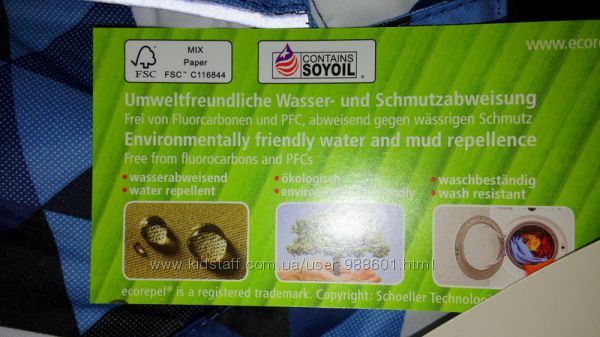 MIX
Paper
FSC™ C116844
FSC
CONTAINS
SOYOIL
www.ecore
Umweltfreundliche Wasser- und Schmutzabweisung
Frei von Fluorcarbonen und PFC, abweisend gegen wässrigen Schmutz
Environmentally friendly water and mud repellence
Free from fluorocarbons and PFCs
• wasserabweisend
• water repellent
• ökologisch
• waschbeständig
• wash resistant
www.kidstaff.com.ua/user-988601.html
ecorepel® is a registered trademark. Copyright: Schoeller Technolog